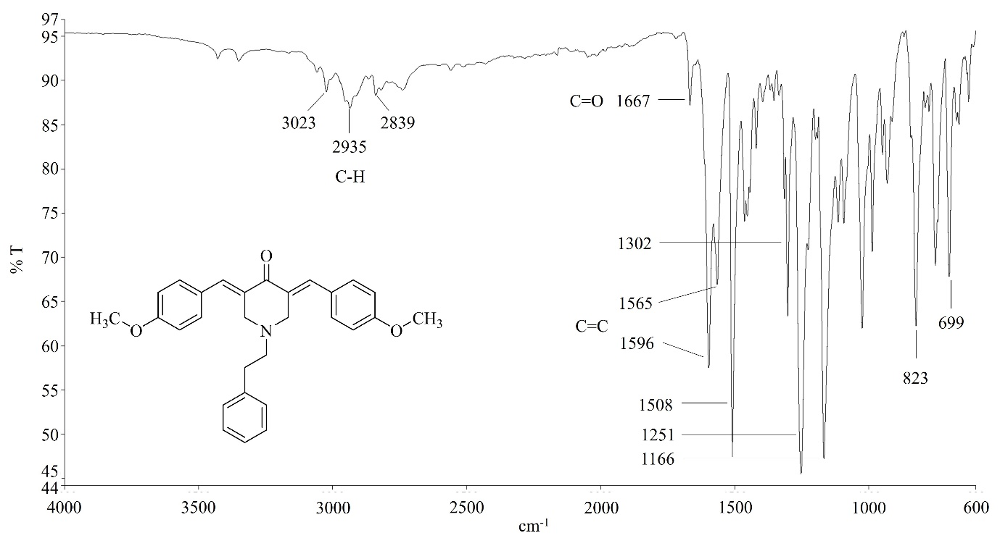 97
95
90
85
80
75
70
65
60
55
50
45
44
% T
3023
2935
2839
C-H
C=O 1667
1302
1565
C=C
1596
1508
1251
1166
823
699
O
H₃C
O
N
O
CH₃
4000
3500
3000
2500
2000
1500
1000
600
cm⁻¹